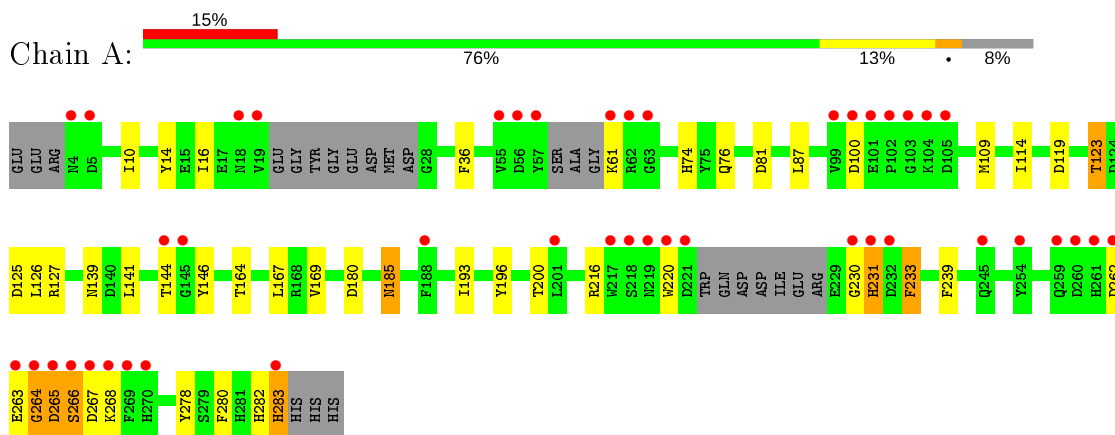 15%
Chain A:
76% 13% • 8%
GLU GLU ARG N4 D5 I10 Y14 E15 I16 E17 N18 V19 GLU GLY TYR GLY GLU ASP MET ASP G28 F36 V55 D56 Y57 SER ALA GLY K61 R62 G63 H74 Y75 Q76 D81 L87 V99 D100 E101 P102 G103 K104 D105 M109 I114 D119 T123 D124
D125 L126 R127 N139 D140 L141 T144 G145 Y146 T164 L167 R168 V169 D180 N185 F188 I193 Y196 T200 L201 R216 W217 S218 N219 W220 D221 TRP GLN ASP ASP ILE GLU ARG E229 G230 H231 D232 F233 F239 Q245 Y254 Q259 D260 H261
E263 G264 D265 S266 D267 K268 F269 H270 Y278 S279 F280 H281 H282 H283 HIS HIS HIS